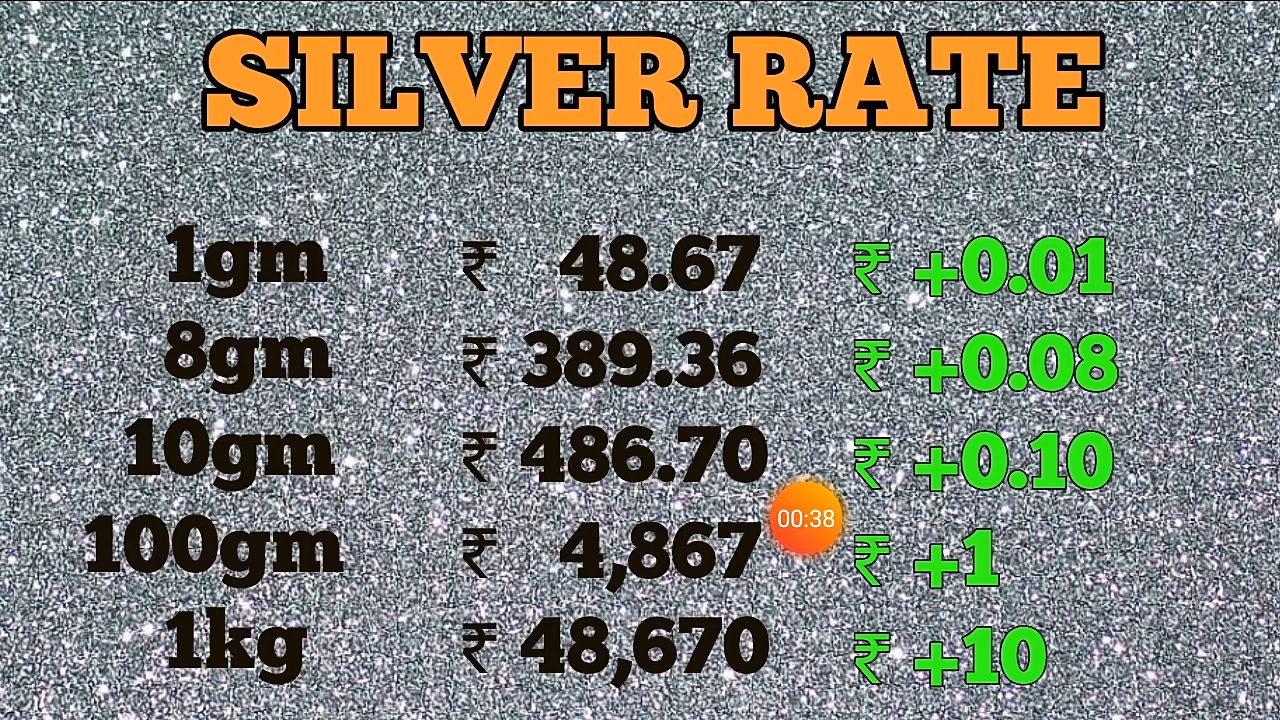 SILVER RATE
1gm ₹ 48.67 ₹ +0.01
8gm ₹ 389.36 ₹ +0.08
10gm ₹ 486.70 ₹ +0.10
00:38
100gm ₹ 4,867 ₹ +1
1kg ₹ 48,670 ₹ +10